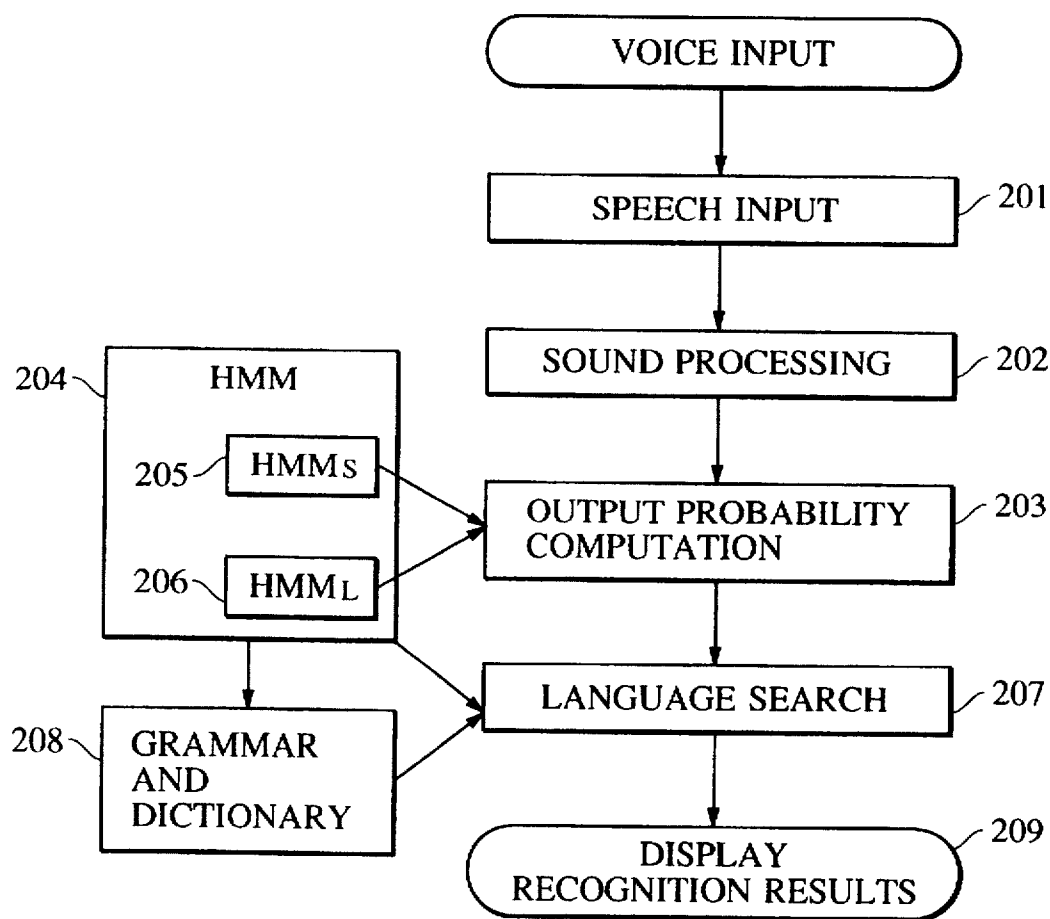 VOICE INPUT
SPEECH INPUT
201
SOUND PROCESSING
202
204
HMM
205
HMMS
206
HMML
OUTPUT PROBABILITY
COMPUTATION
203
LANGUAGE SEARCH
207
208
GRAMMAR
AND
DICTIONARY
DISPLAY
RECOGNITION RESULTS
209